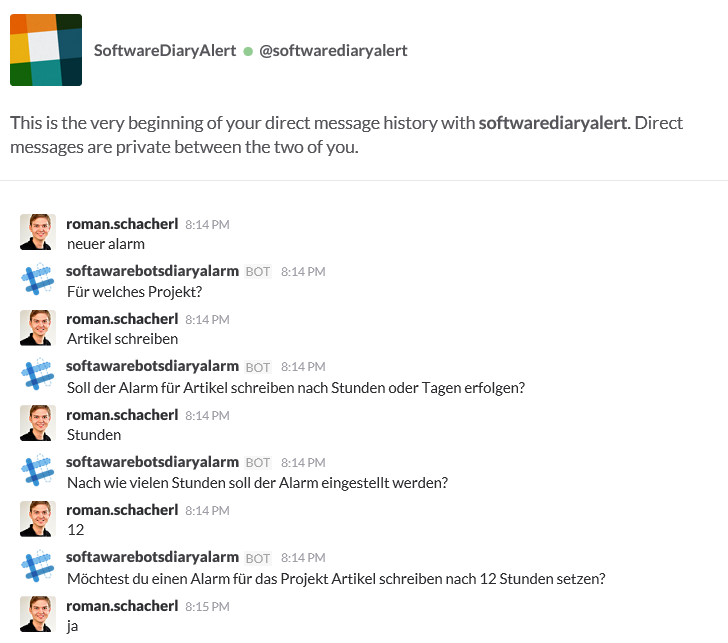 SoftwareDiaryAlert @softwarediaryalert
This is the very beginning of your direct message history with softwarediaryalert. Direct
messages are private between the two of you.
roman.schacherl 8:14 PM
neuer alarm
softawarebotsdiaryalarm BOT 8:14 PM
Für welches Projekt?
roman.schacherl 8:14 PM
Artikel schreiben
softawarebotsdiaryalarm BOT 8:14 PM
Soll der Alarm für Artikel schreiben nach Stunden oder Tagen erfolgen?
roman.schacherl 8:14 PM
Stunden
softawarebotsdiaryalarm BOT 8:14 PM
Nach wie vielen Stunden soll der Alarm eingestellt werden?
roman.schacherl 8:14 PM
12
softawarebotsdiaryalarm BOT 8:14 PM
Möchtest du einen Alarm für das Projekt Artikel schreiben nach 12 Stunden setzen?
roman.schacherl 8:15 PM
ja